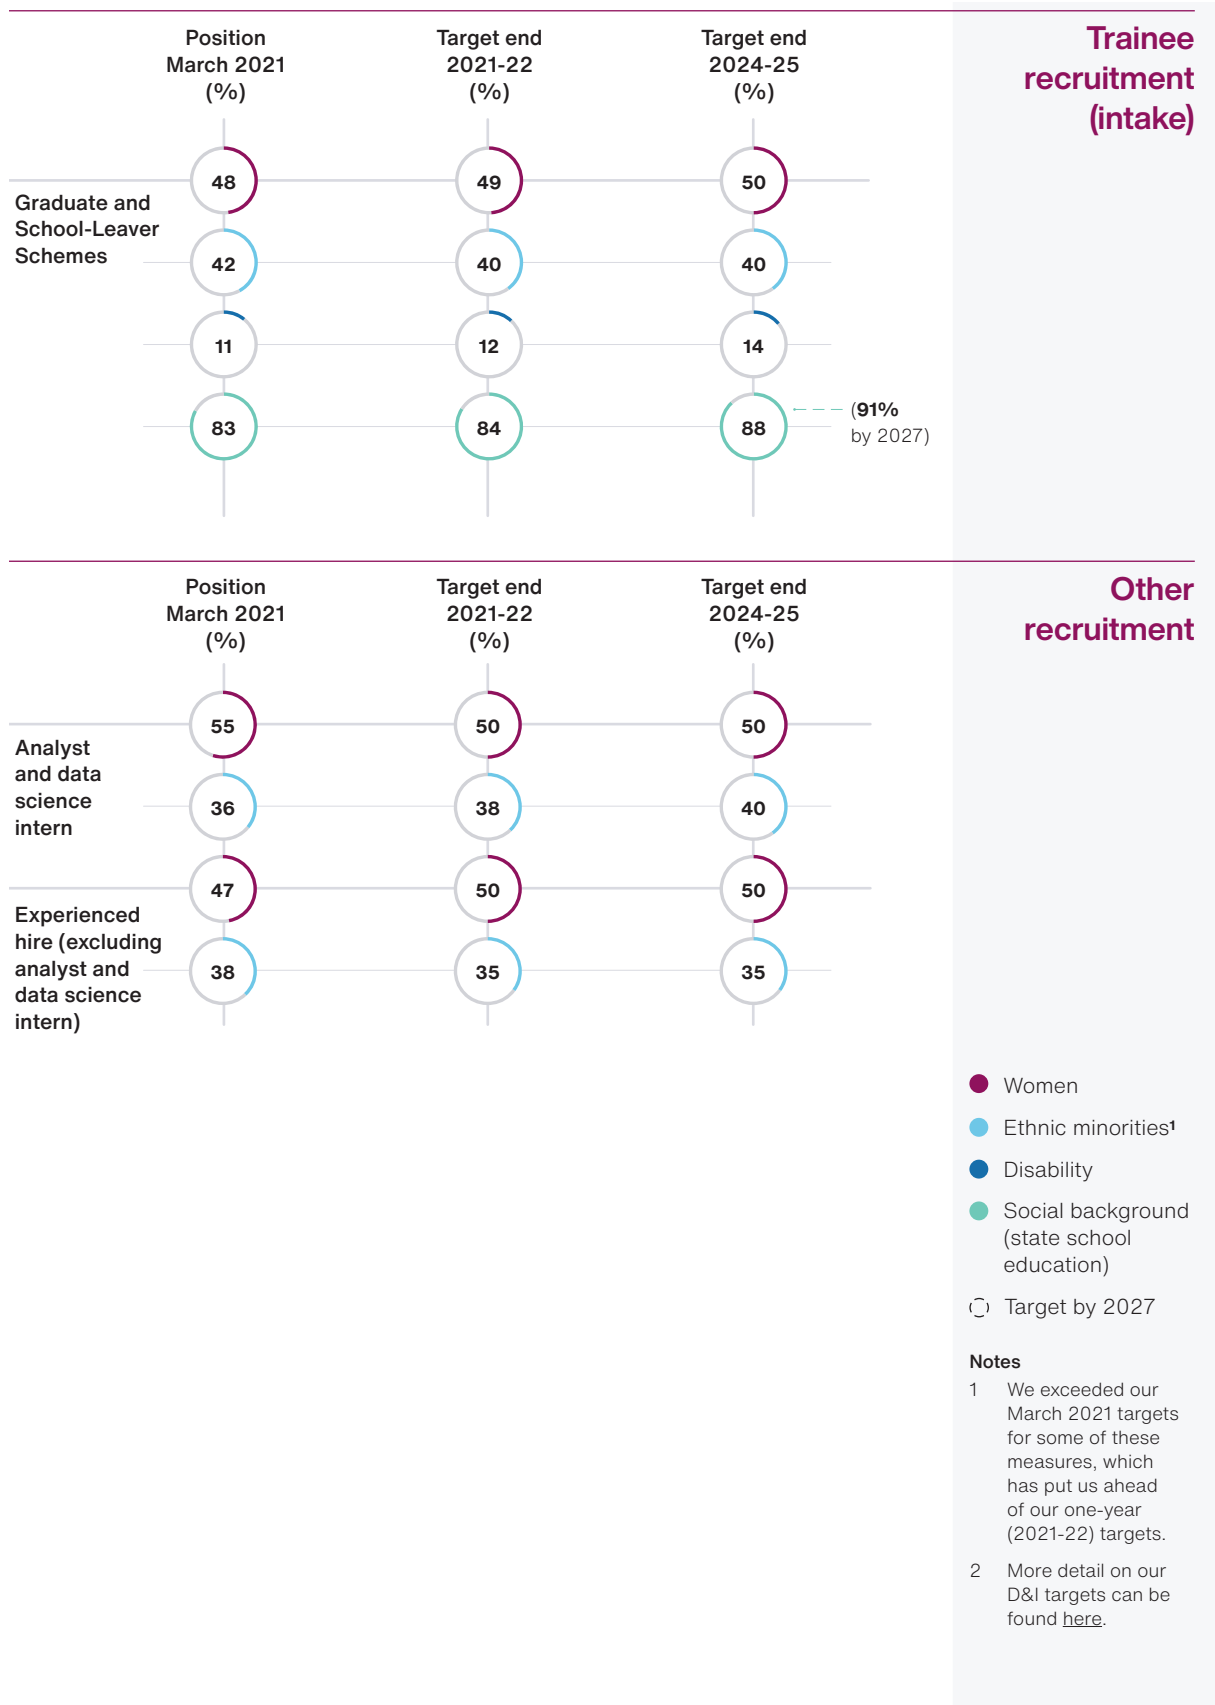 Trainee
recruitment
(intake)
Position
March 2021
(%)
Target end
2021-22
(%)
Target end
2024-25
(%)
Graduate and
School-Leaver
Schemes
48
49
50
42
40
40
11
12
14
83
84
88
(91%
by 2027)
Other
recruitment
Position
March 2021
(%)
Target end
2021-22
(%)
Target end
2024-25
(%)
Analyst
and data
science
intern
55
50
50
36
38
40
Experienced
hire (excluding
analyst and
data science
intern)
47
50
50
38
35
35
Women
Ethnic minorities¹
Disability
Social background
(state school
education)
Target by 2027
Notes
1 We exceeded our
March 2021 targets
for some of these
measures, which
has put us ahead
of our one-year
(2021-22) targets.
2 More detail on our
D&I targets can be
found here.